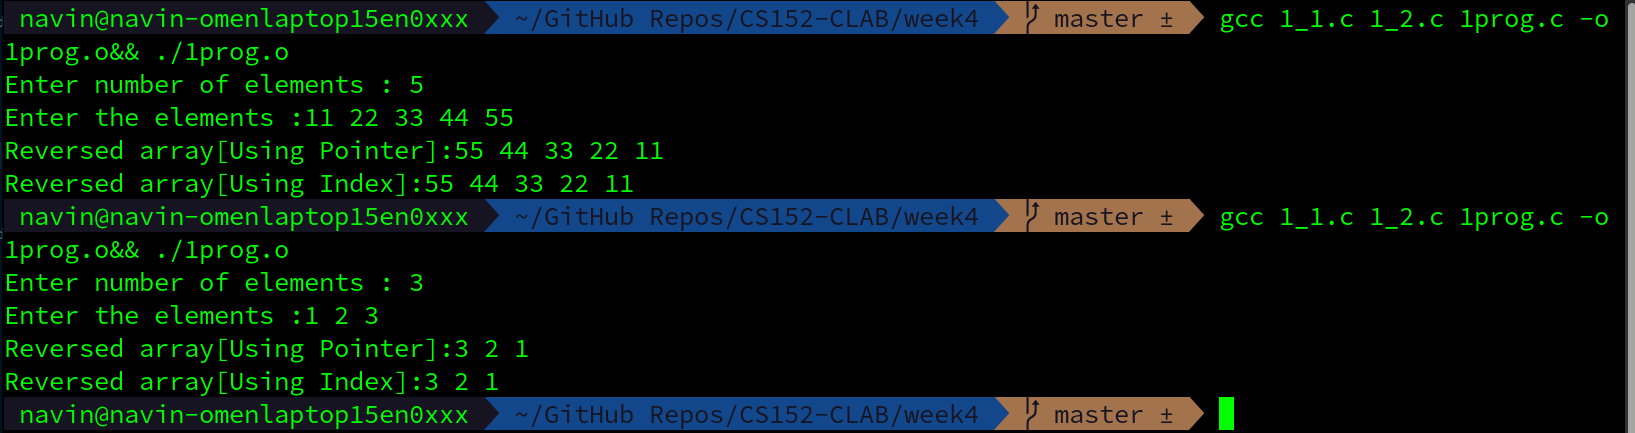 navin@navin-omenlaptop15en0xxx ~/GitHub Repos/CS152-CLAB/week4 master ± gcc 1_1.c 1_2.c 1prog.c -o
1prog.o&& ./1prog.o
Enter number of elements : 5
Enter the elements :11 22 33 44 55
Reversed array[Using Pointer]:55 44 33 22 11
Reversed array[Using Index]:55 44 33 22 11
navin@navin-omenlaptop15en0xxx ~/GitHub Repos/CS152-CLAB/week4 master ± gcc 1_1.c 1_2.c 1prog.c -o
1prog.o&& ./1prog.o
Enter number of elements : 3
Enter the elements :1 2 3
Reversed array[Using Pointer]:3 2 1
Reversed array[Using Index]:3 2 1
navin@navin-omenlaptop15en0xxx ~/GitHub Repos/CS152-CLAB/week4 master ±